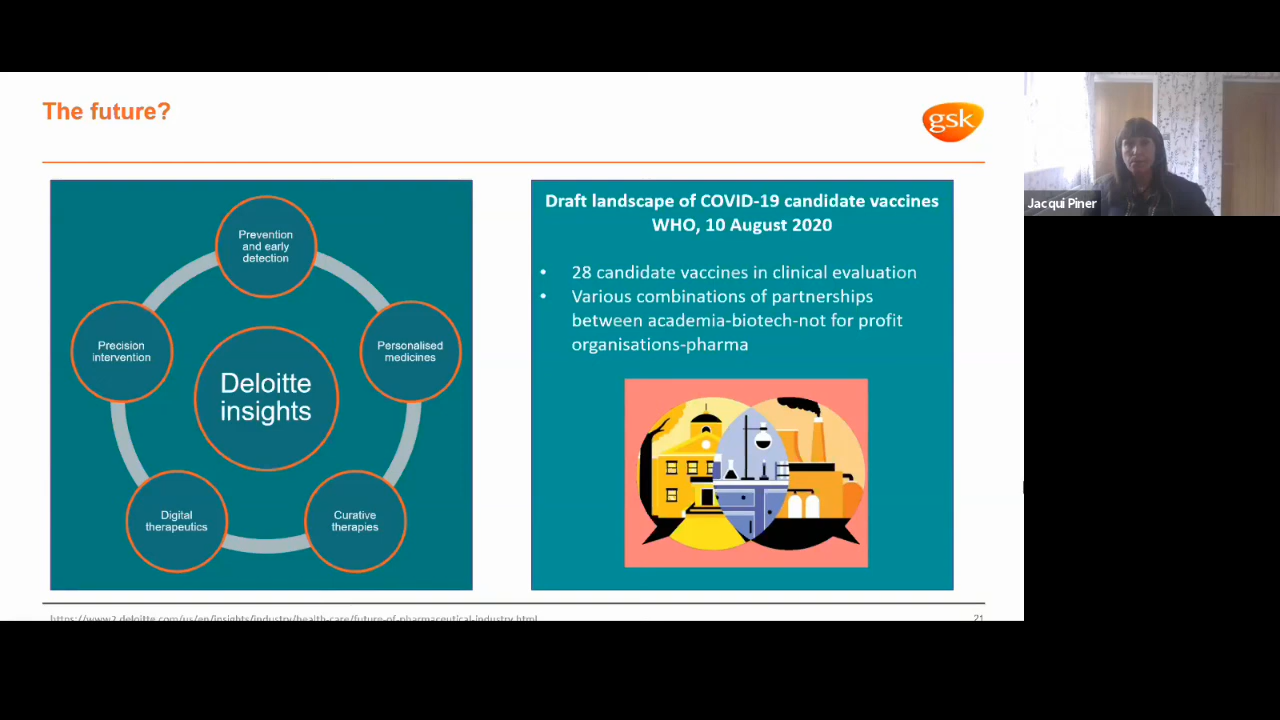 The future?
gsk
Prevention
and early
detection
Precision
intervention
Personalised
medicines
Deloitte
insights
Digital
therapeutics
Curative
therapies
Draft landscape of COVID-19 candidate vaccines
WHO, 10 August 2020
• 28 candidate vaccines in clinical evaluation
• Various combinations of partnerships
between academia-biotech-not for profit
organisations-pharma
https://www2.deloitte.com/us/en/insights/industry/health-care/future-of-pharmaceutical-industry.html
21
Jacqui Piner